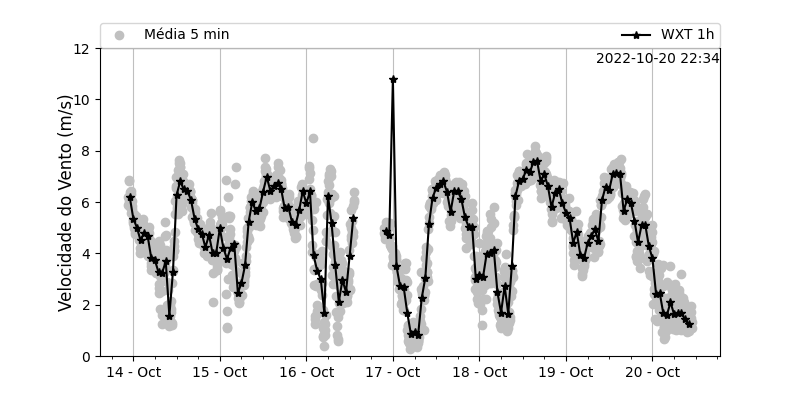 Média 5 min
WXT 1h
2022-10-20 22:34
Velocidade do Vento (m/s)
12
10
8
6
4
2
0
14 - Oct
15 - Oct
16 - Oct
17 - Oct
18 - Oct
19 - Oct
20 - Oct